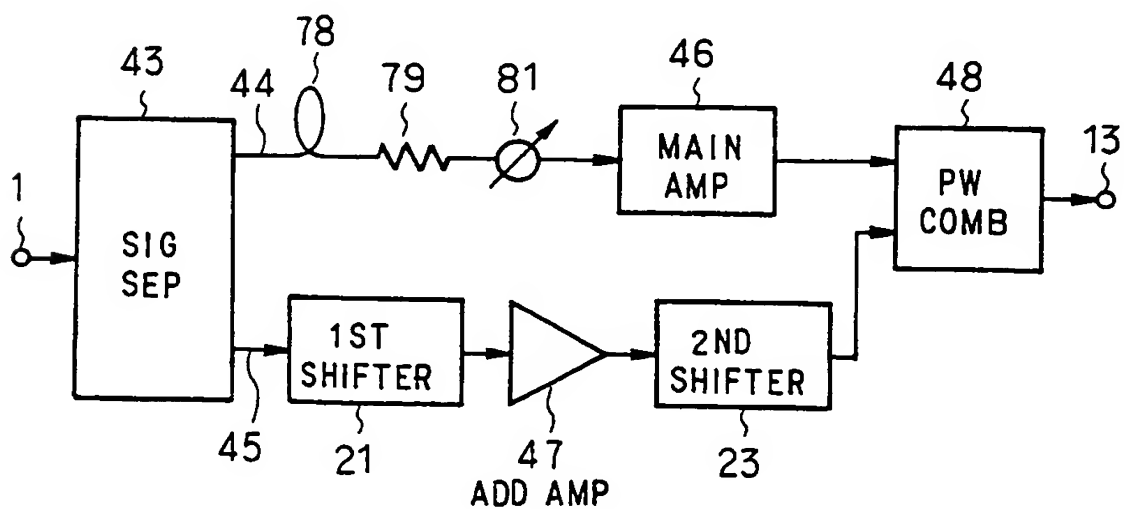 78
43
44
79
81
46
48
13
1
SIG
SEP
MAIN
AMP
PW
COMB
1ST
SHIFTER
2ND
SHIFTER
45
21
47
23
ADD AMP